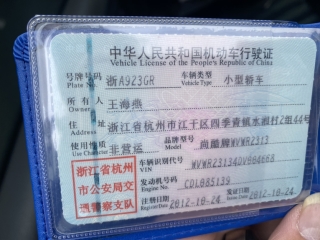 中华人民共和国机动车行驶证
Vehicle License of the People's Republic of China
号牌号码 浙A923GR 车辆类型 小型轿车
Plate No. Vehicle Type
所有人 王海燕
Owner
住址 浙江省杭州市江干区四季青镇水湘村2组44号
使用性质 非营运 品牌型号 尚酷牌WVWR2313
Use Character Model
浙江省杭州市公安局交通警察支队
车辆识别代号
VIN
发动机号码 CDL085139
Engine No.
注册日期 2012-10-24 发证日期 2012-10-24
Register Date Issue Date